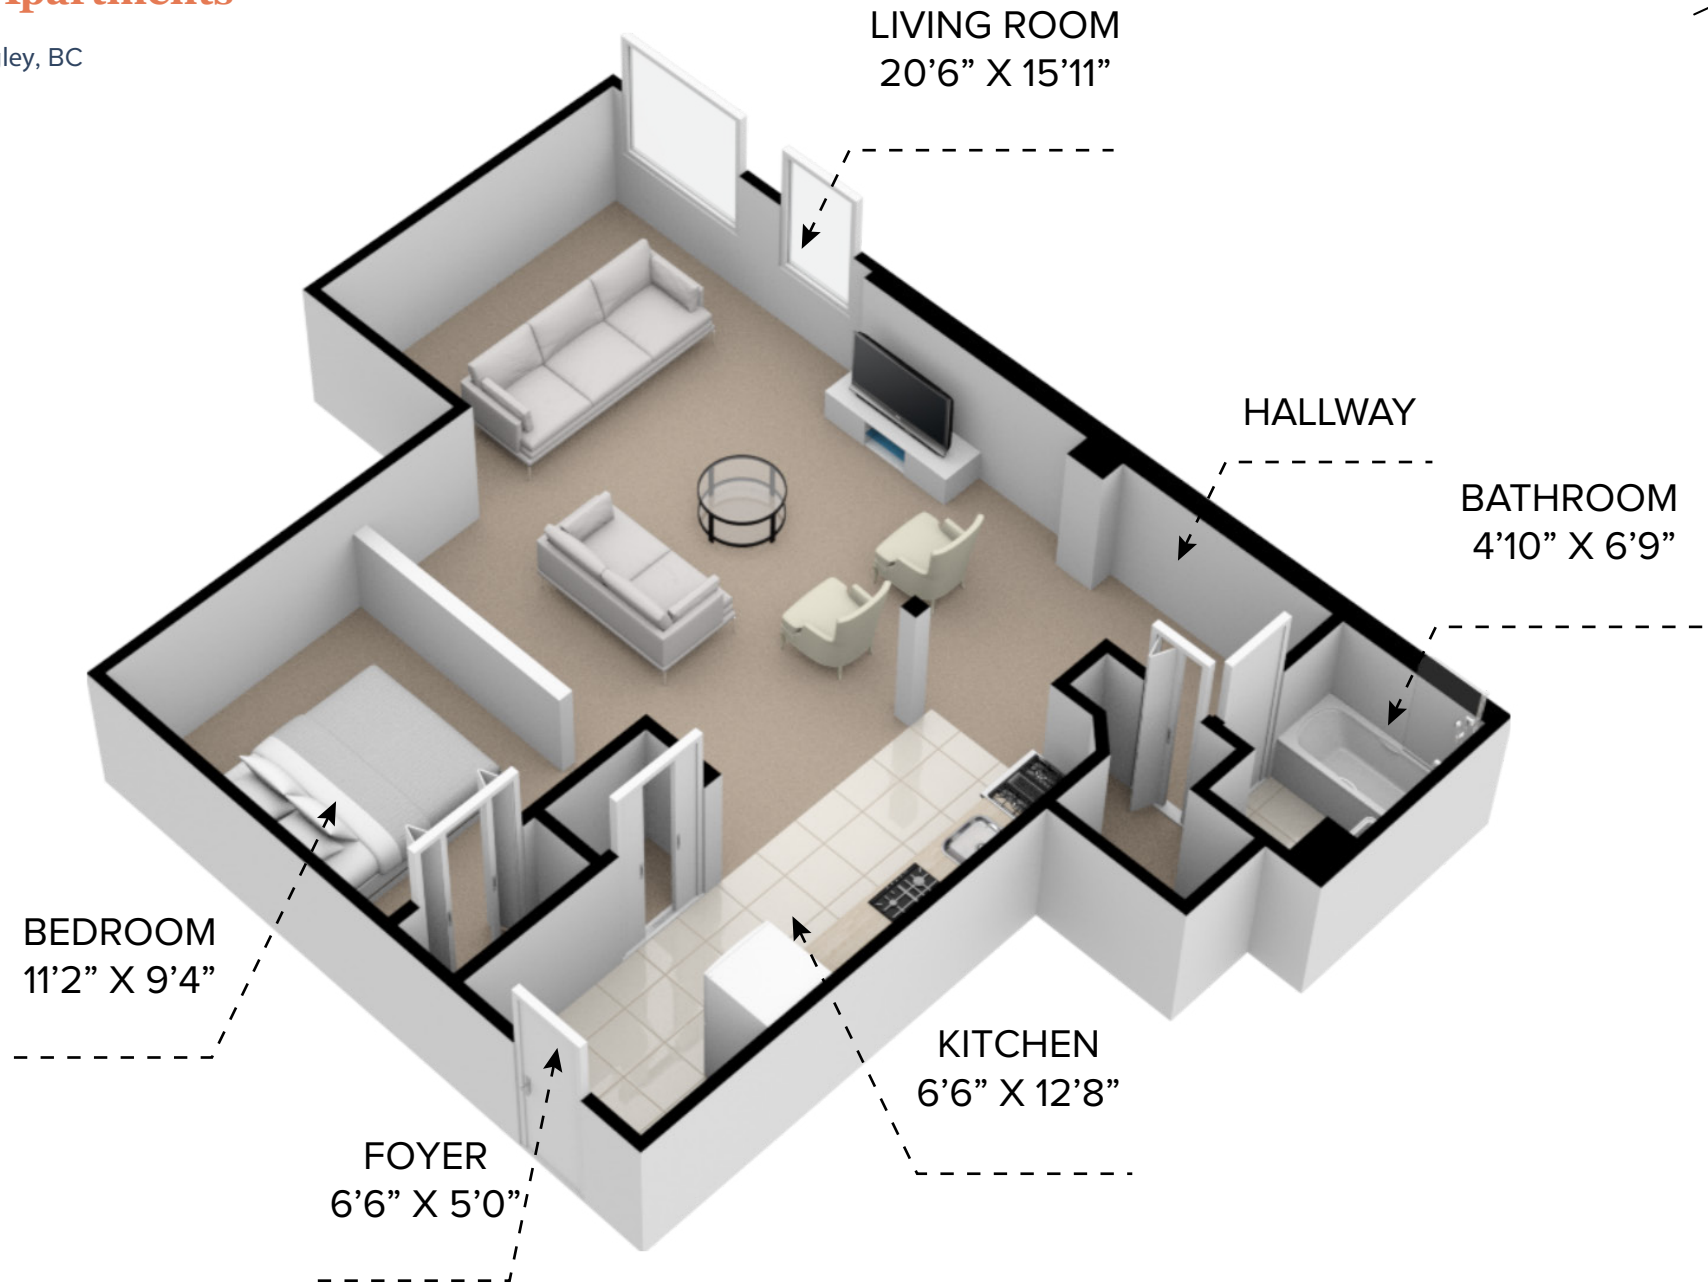 LIVING ROOM
20’6” X 15’11”
, BC
HALLWAY
BATHROOM
4’10” X 6’9”
BEDROOM
11’2” X 9’4”
KITCHEN
6’6” X 12’8”
FOYER
6’6” X 5’0”